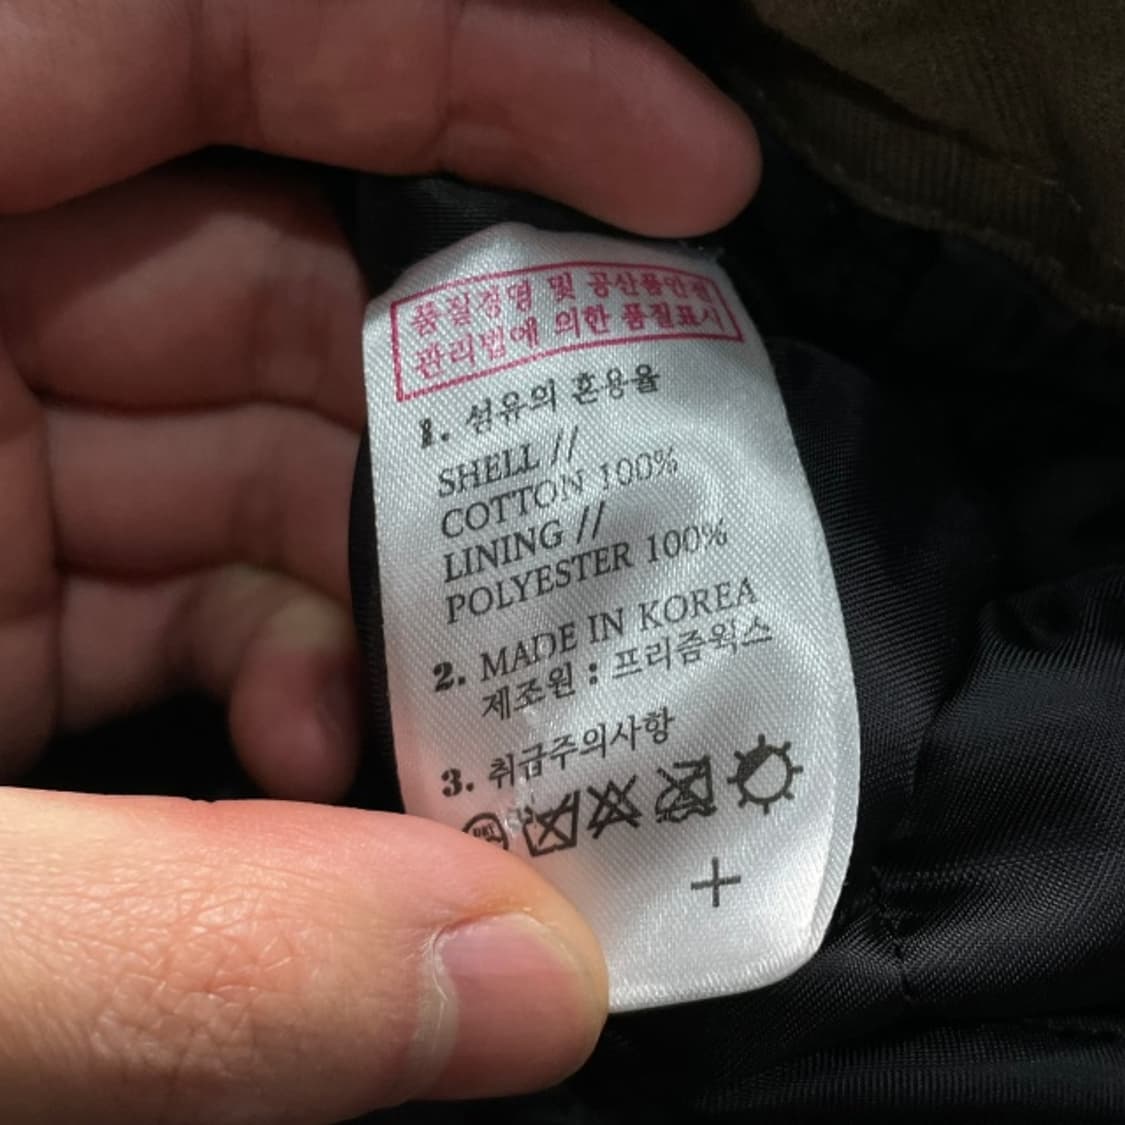 품질경영 및 공산품안전
관리법에 의한 품질표시
1. 섬유의 혼용율
SHELL //
COTTON 100%
LINING //
POLYESTER 100%
2. MADE IN KOREA
제조원 : 프리즘웍스
3. 취급주의사항